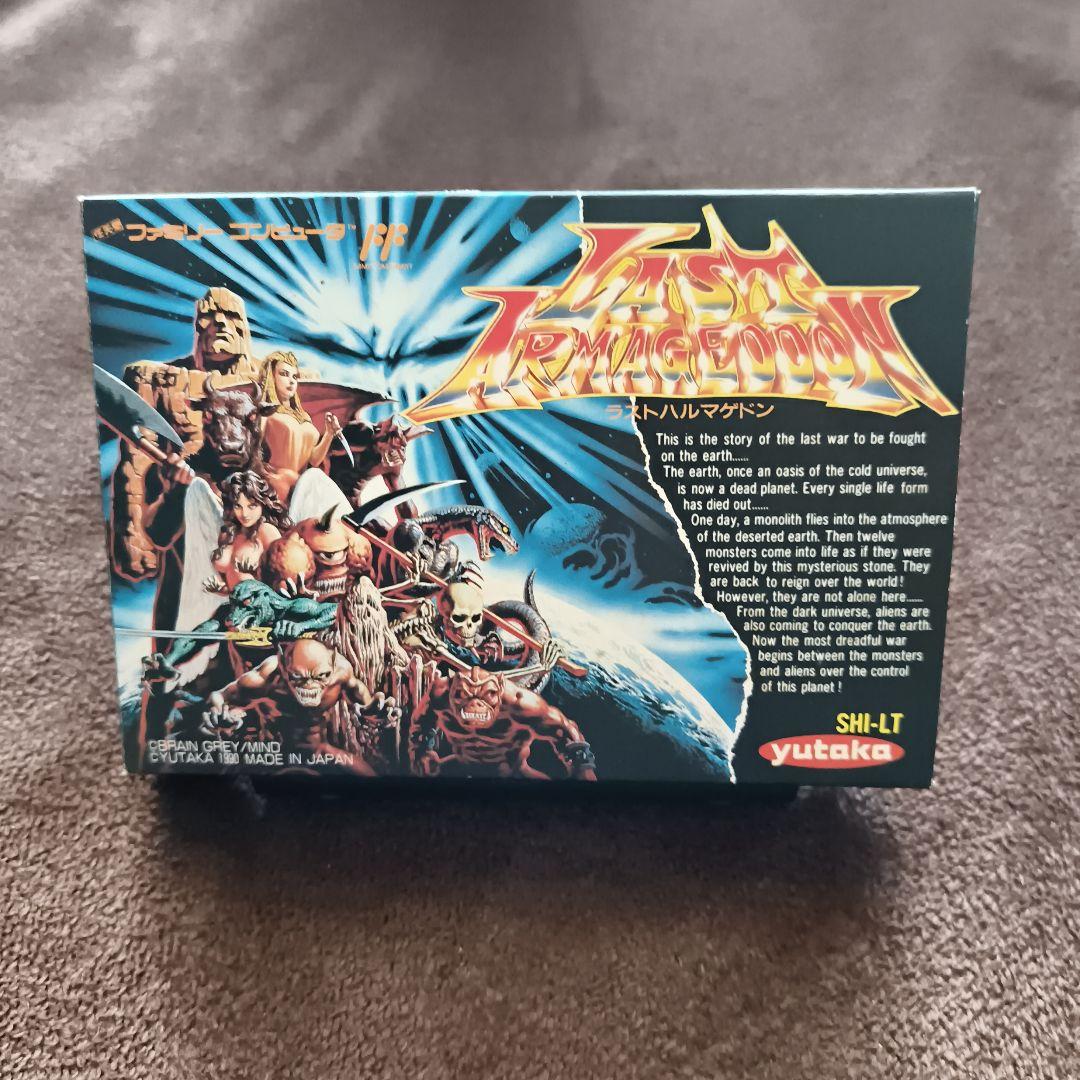 ファミリー コンピュータ™
LAST
ARMAGEDDON
ラストハルマゲドン
This is the story of the last war to be fought
on the earth......
The earth, once an oasis of the cold universe,
is now a dead planet. Every single life form
has died out......
One day, a monolith flies into the atmosphere
of the deserted earth. Then twelve
monsters come into life as if they were
revived by this mysterious stone. They
are back to reign over the world!
However, they are not alone here......
From the dark universe, aliens are
also coming to conquer the earth.
Now the most dreadful war
begins between the monsters
and aliens over the control
of this planet!
SHI-LT
yutaka
©BRAIN GREY/MIND
©YUTAKA 1990 MADE IN JAPAN